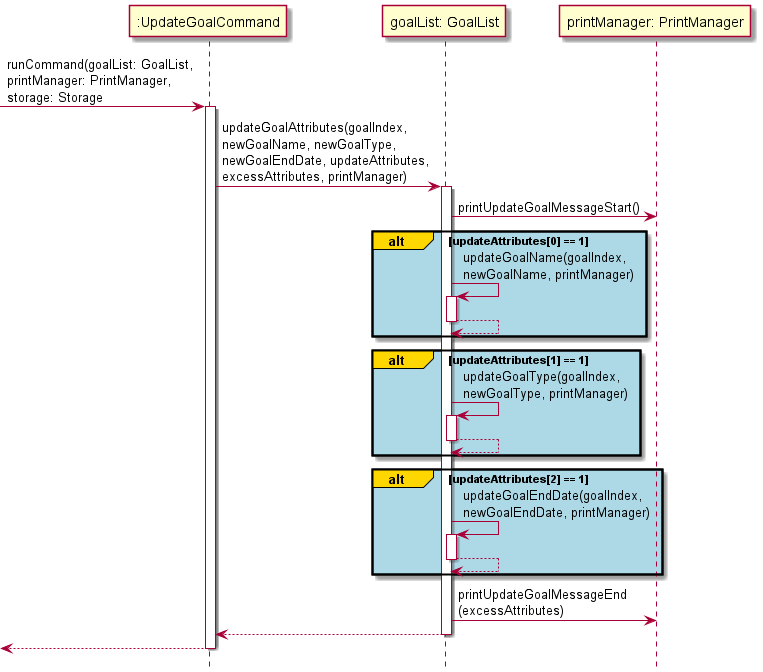 :UpdateGoalCommand
goalList: GoalList
printManager: PrintManager
runCommand(goalList: GoalList,
printManager: PrintManager,
storage: Storage
updateGoalAttributes(goalIndex,
newGoalName, newGoalType,
newGoalEndDate, updateAttributes,
excessAttributes, printManager)
printUpdateGoalMessageStart()
alt
[updateAttributes[0] == 1]
updateGoalName(goalIndex,
newGoalName, printManager)
alt
[updateAttributes[1] == 1]
updateGoalType(goalIndex,
newGoalType, printManager)
alt
[updateAttributes[2] == 1]
updateGoalEndDate(goalIndex,
newGoalEndDate, printManager)
printUpdateGoalMessageEnd
(excessAttributes)